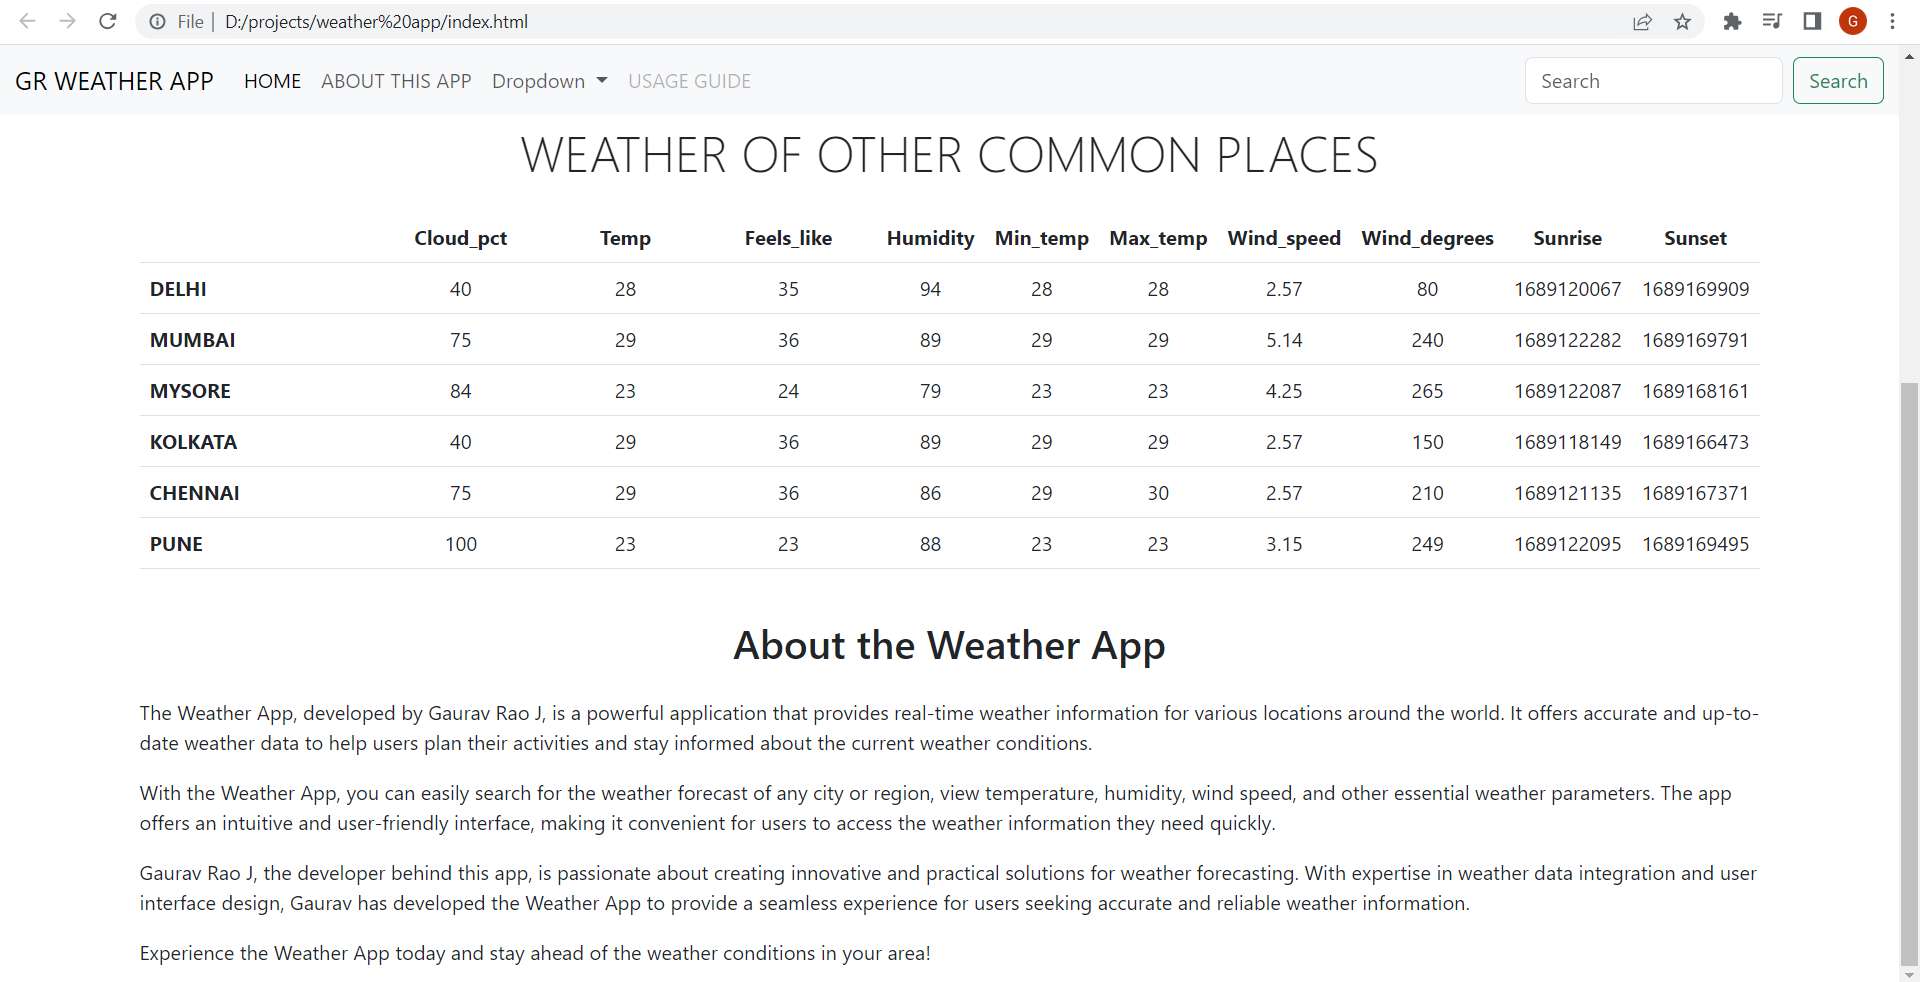 File | D:/projects/weather%20app/index.html G
GR WEATHER APP HOME ABOUT THIS APP Dropdown USAGE GUIDE Search Search
WEATHER OF OTHER COMMON PLACES
Cloud_pct Temp Feels_like Humidity Min_temp Max_temp Wind_speed Wind_degrees Sunrise Sunset
DELHI 40 28 35 94 28 28 2.57 80 1689120067 1689169909
MUMBAI 75 29 36 89 29 29 5.14 240 1689122282 1689169791
MYSORE 84 23 24 79 23 23 4.25 265 1689122087 1689168161
KOLKATA 40 29 36 89 29 29 2.57 150 1689118149 1689166473
CHENNAI 75 29 36 86 29 30 2.57 210 1689121135 1689167371
PUNE 100 23 23 88 23 23 3.15 249 1689122095 1689169495
About the Weather App
The Weather App, developed by Gaurav Rao J, is a powerful application that provides real-time weather information for various locations around the world. It offers accurate and up-to-
date weather data to help users plan their activities and stay informed about the current weather conditions.
With the Weather App, you can easily search for the weather forecast of any city or region, view temperature, humidity, wind speed, and other essential weather parameters. The app
offers an intuitive and user-friendly interface, making it convenient for users to access the weather information they need quickly.
Gaurav Rao J, the developer behind this app, is passionate about creating innovative and practical solutions for weather forecasting. With expertise in weather data integration and user
interface design, Gaurav has developed the Weather App to provide a seamless experience for users seeking accurate and reliable weather information.
Experience the Weather App today and stay ahead of the weather conditions in your area!